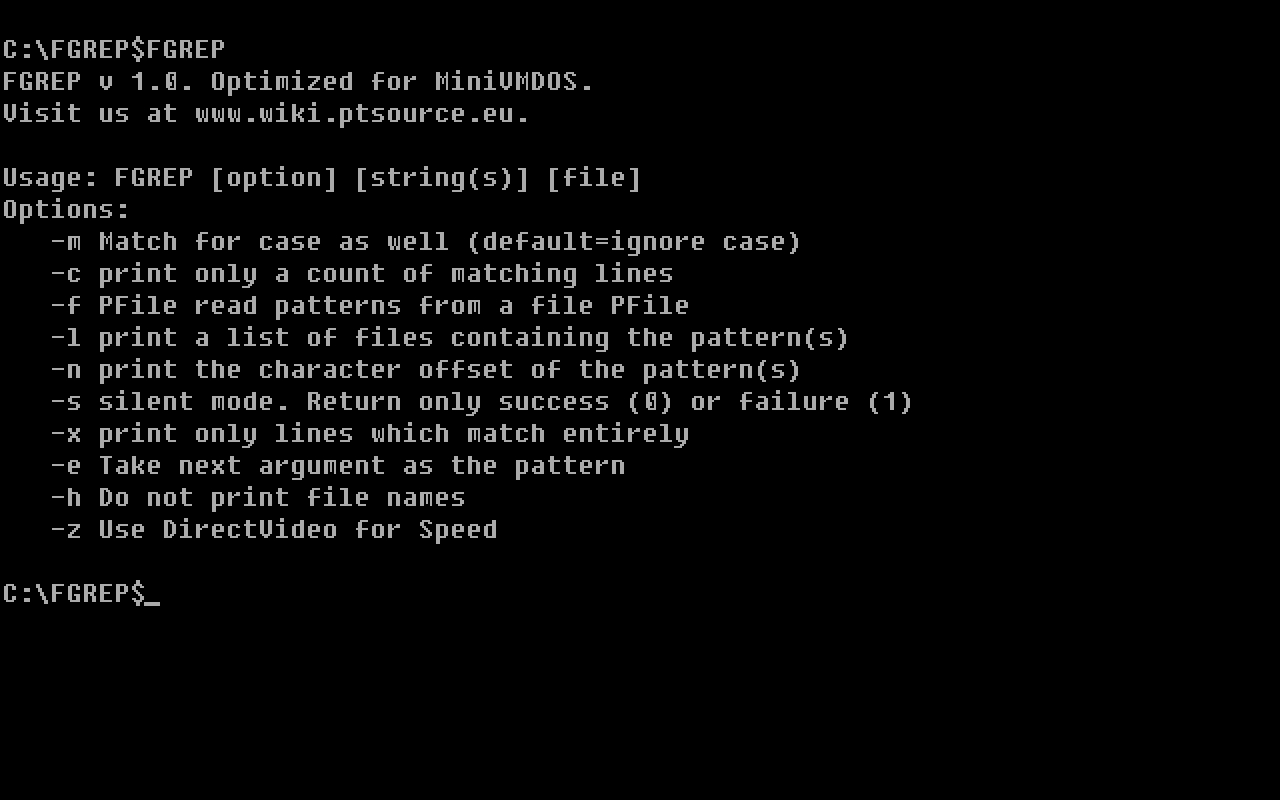 C:\FGREP$FGREP
FGREP v 1.0. Optimized for MiniVMDOS.
Visit us at www.wiki.ptsource.eu.
Usage: FGREP [option] [string(s)] [file]
Options:
-m Match for case as well (default=ignore case)
-c print only a count of matching lines
-f PFile read patterns from a file PFile
-l print a list of files containing the pattern(s)
-n print the character offset of the pattern(s)
-s silent mode. Return only success (0) or failure (1)
-x print only lines which match entirely
-e Take next argument as the pattern
-h Do not print file names
-z Use DirectVideo for Speed
C:\FGREP$_